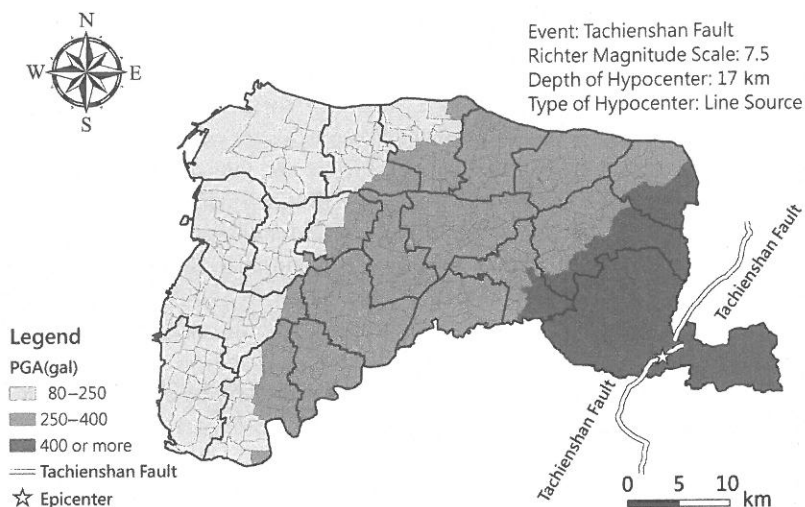 N
W E
S
Event: Tachienshan Fault
Richter Magnitude Scale: 7.5
Depth of Hypocenter: 17 km
Type of Hypocenter: Line Source
Tachienshan Fault
Tachienshan Fault
Legend
PGA(gal)
80–250
250–400
400 or more
Tachienshan Fault
Epicenter
0 5 10
km